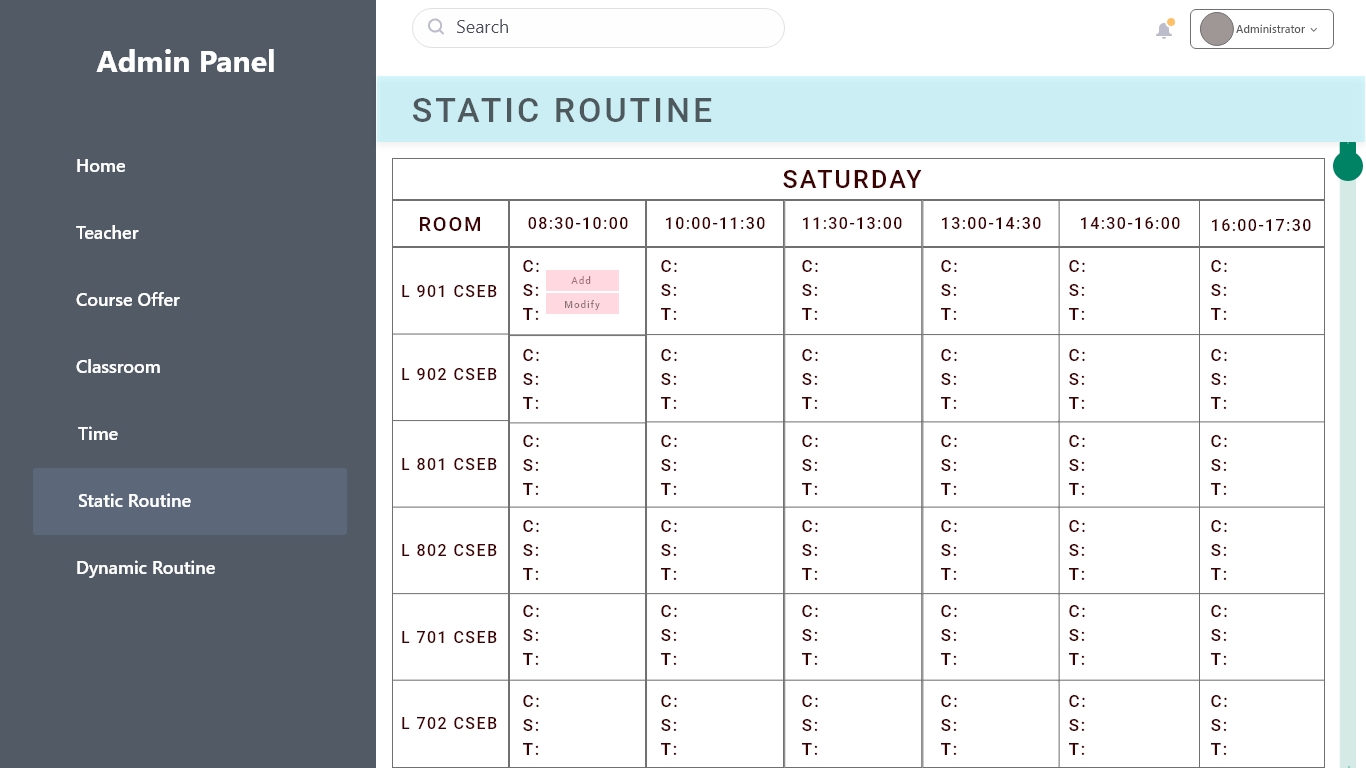 Admin Panel
Home
Teacher
Course Offer
Classroom
Time
Static Routine
Dynamic Routine
Search
Administrator
STATIC ROUTINE
SATURDAY
ROOM 08:30-10:00 10:00-11:30 11:30-13:00 13:00-14:30 14:30-16:00 16:00-17:30
L 901 CSEB
C: C: C: C: C: C:
Add
S: S: S: S: S: S:
Modify
T: T: T: T: T: T:
L 902 CSEB
C: C: C: C: C: C:
S: S: S: S: S: S:
T: T: T: T: T: T:
L 801 CSEB
C: C: C: C: C: C:
S: S: S: S: S: S:
T: T: T: T: T: T:
L 802 CSEB
C: C: C: C: C: C:
S: S: S: S: S: S:
T: T: T: T: T: T:
L 701 CSEB
C: C: C: C: C: C:
S: S: S: S: S: S:
T: T: T: T: T: T:
L 702 CSEB
C: C: C: C: C: C:
S: S: S: S: S: S:
T: T: T: T: T: T: